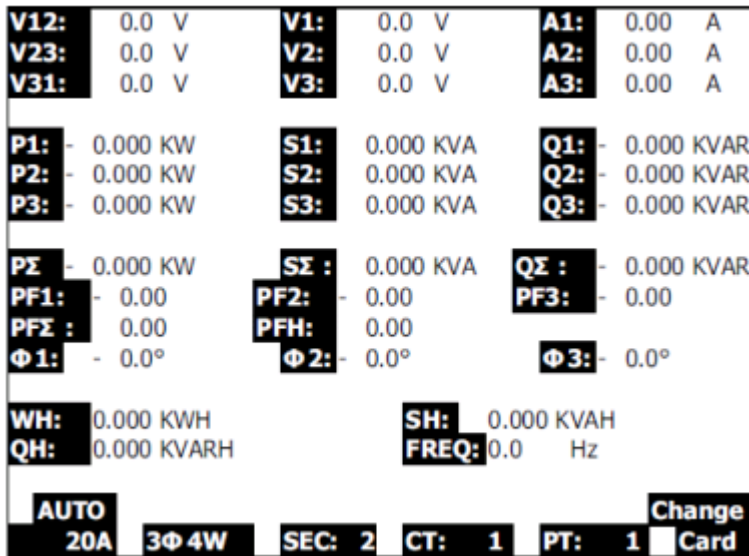 V12: 0.0 V V1: 0.0 V A1: 0.00 A
V23: 0.0 V V2: 0.0 V A2: 0.00 A
V31: 0.0 V V3: 0.0 V A3: 0.00 A
P1: - 0.000 KW S1: 0.000 KVA Q1: - 0.000 KVAR
P2: - 0.000 KW S2: 0.000 KVA Q2: - 0.000 KVAR
P3: - 0.000 KW S3: 0.000 KVA Q3: - 0.000 KVAR
PΣ - 0.000 KW SΣ : 0.000 KVA QΣ : - 0.000 KVAR
PF1: - 0.00 PF2: - 0.00 PF3: - 0.00
PFΣ : 0.00 PFH: 0.00
Φ1: - 0.0° Φ2: - 0.0° Φ3: - 0.0°
WH: 0.000 KWH SH: 0.000 KVAH
QH: 0.000 KVARH FREQ: 0.0 Hz
AUTO Change
20A 3Φ4W SEC: 2 CT: 1 PT: 1 Card